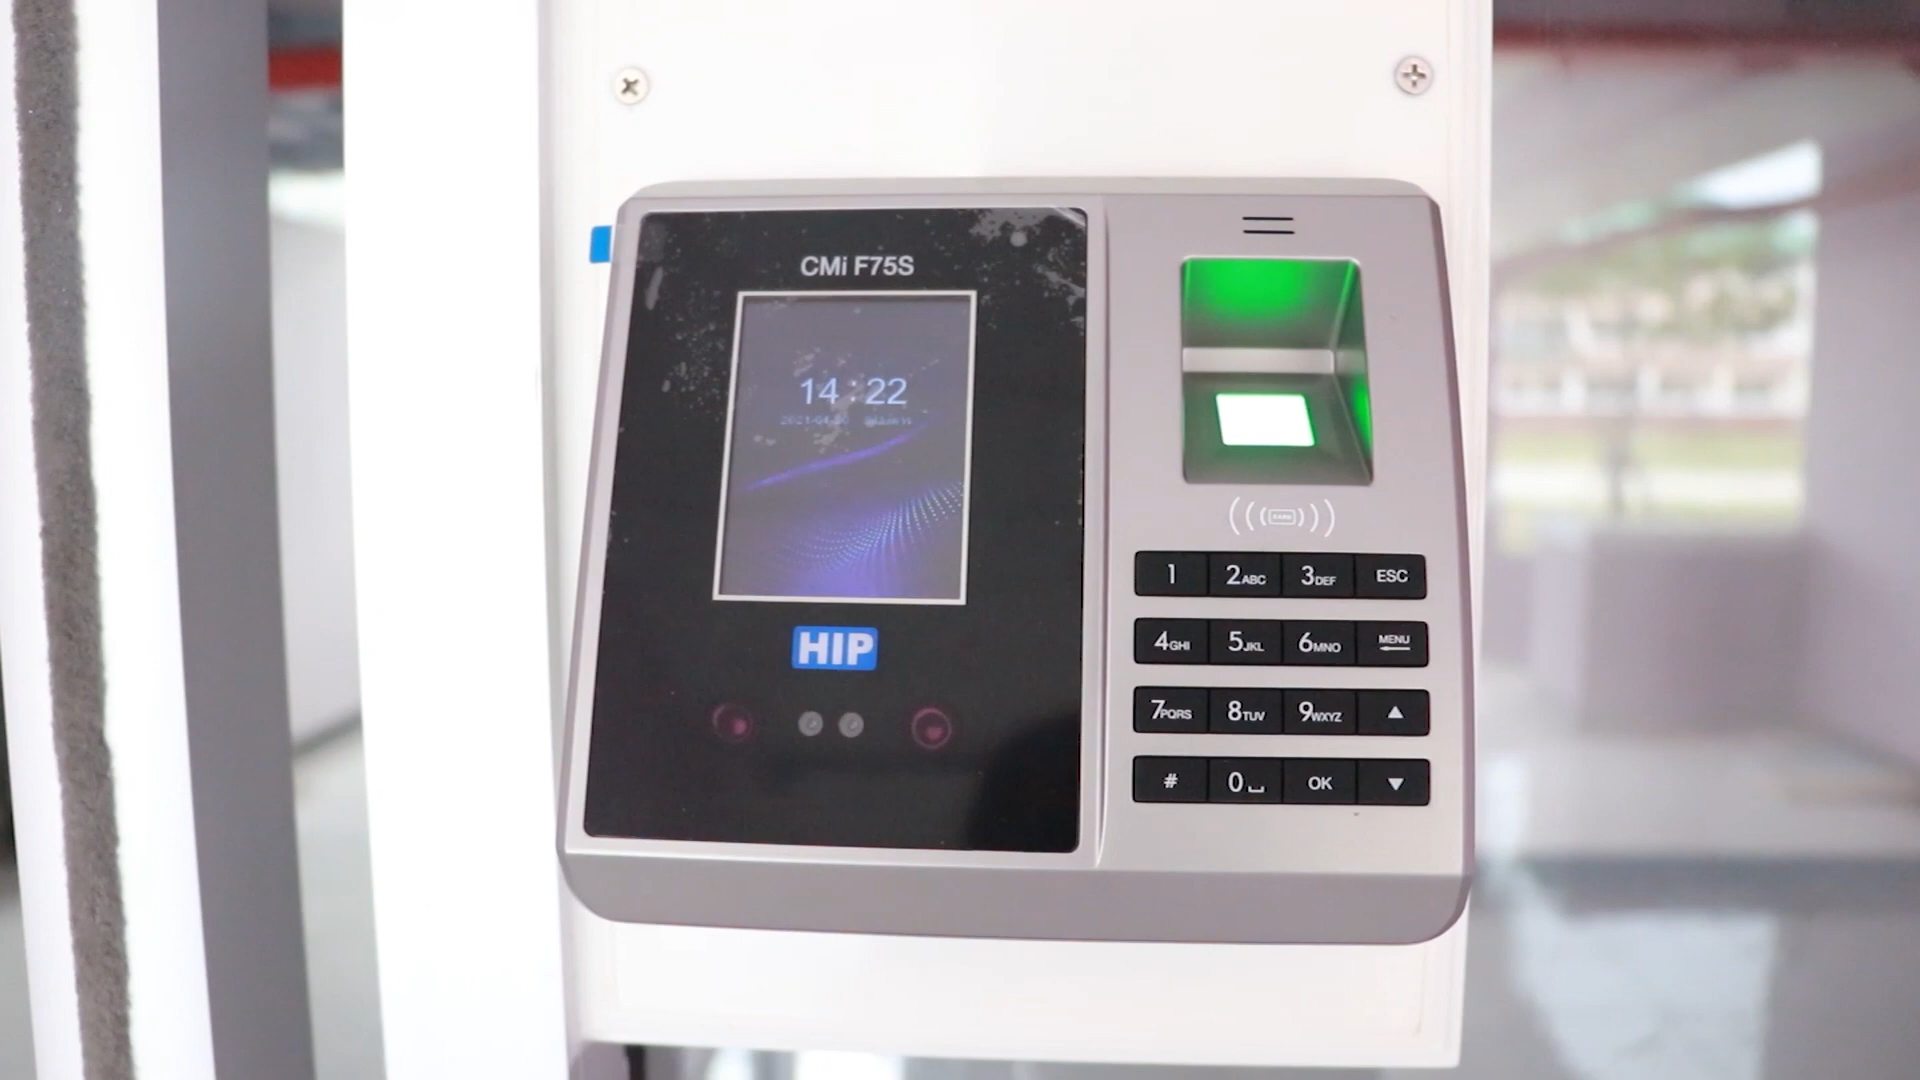 CMi F75S
14:22
HIP
1 2ABC 3DEF ESC
4GHI 5JKL 6MNO MENU
7PQRS 8TUV 9WXYZ ▲
# 0 OK ▼